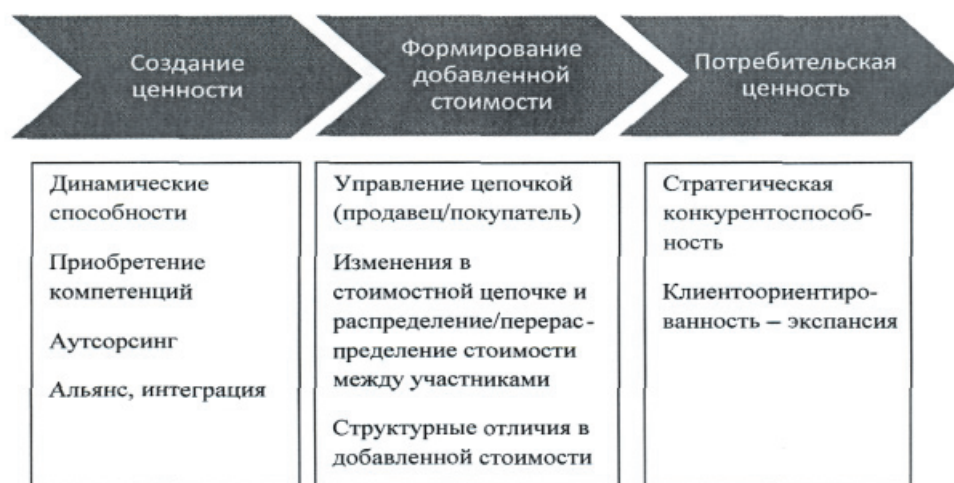 Создание
ценности
Формирование
добавленной
стоимости
Потребительская
ценность
Динамические
способности
Приобретение
компетенций
Аутсорсинг
Альянс, интеграция
Управление цепочкой
(продавец/покупатель)
Изменения в
стоимостной цепочке и
распределение/перерас-
пределение стоимости
между участниками
Структурные отличия в
добавленной стоимости
Стратегическая
конкурентоспособ-
ность
Клиентоориентиро-
ванность – экспансия